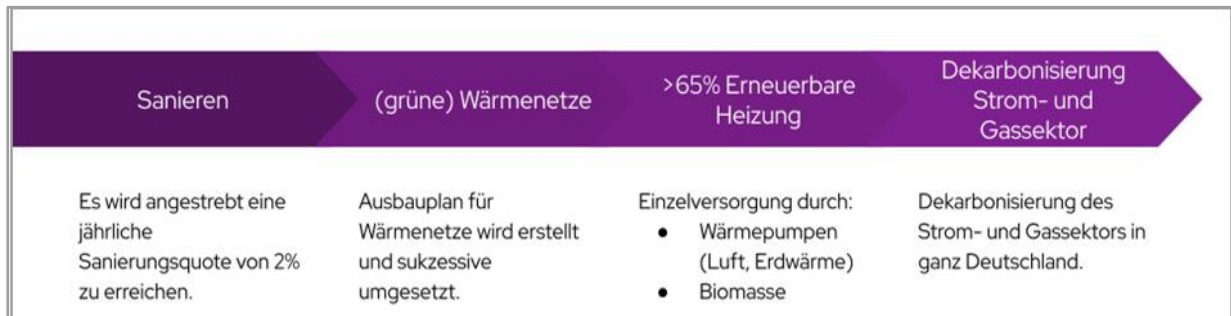 Sanieren
(grüne) Wärmenetze
>65% Erneuerbare
Heizung
Dekarbonisierung
Strom- und
Gassektor
Es wird angestrebt eine
jährliche
Sanierungsquote von 2%
zu erreichen.
Ausbauplan für
Wärmenetze wird erstellt
und sukzessive
umgesetzt.
Einzelversorgung durch:
● Wärmepumpen
(Luft, Erdwärme)
● Biomasse
Dekarbonisierung des
Strom- und Gassektors in
ganz Deutschland.